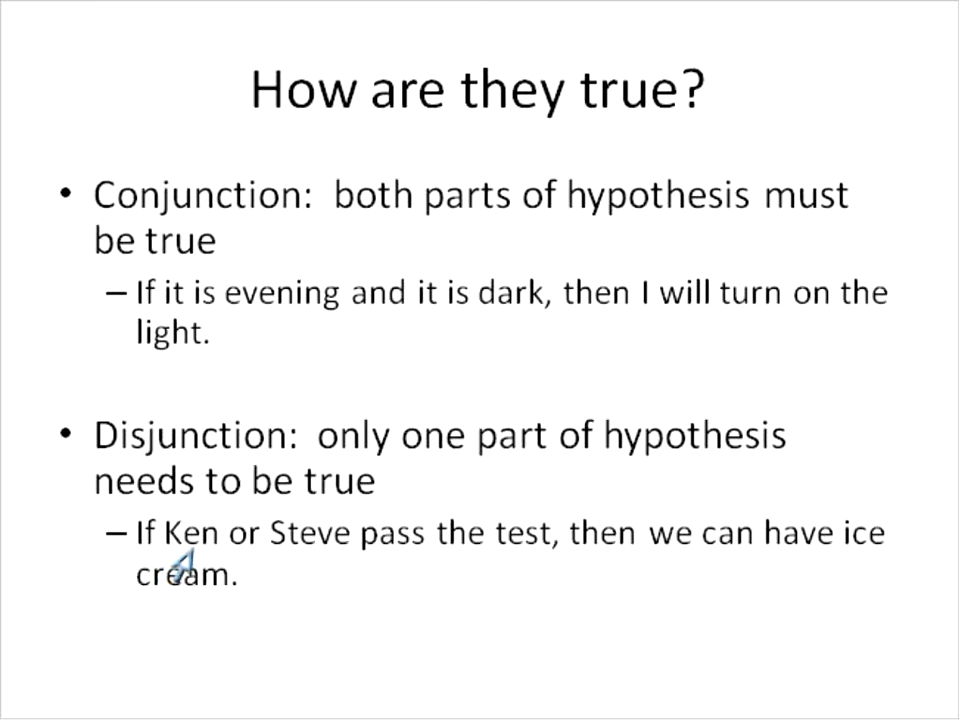 How are they true?
• Conjunction: both parts of hypothesis must
be true
– If it is evening and it is dark, then I will turn on the
light.
• Disjunction: only one part of hypothesis
needs to be true
– If Ken or Steve pass the test, then we can have ice
cream.